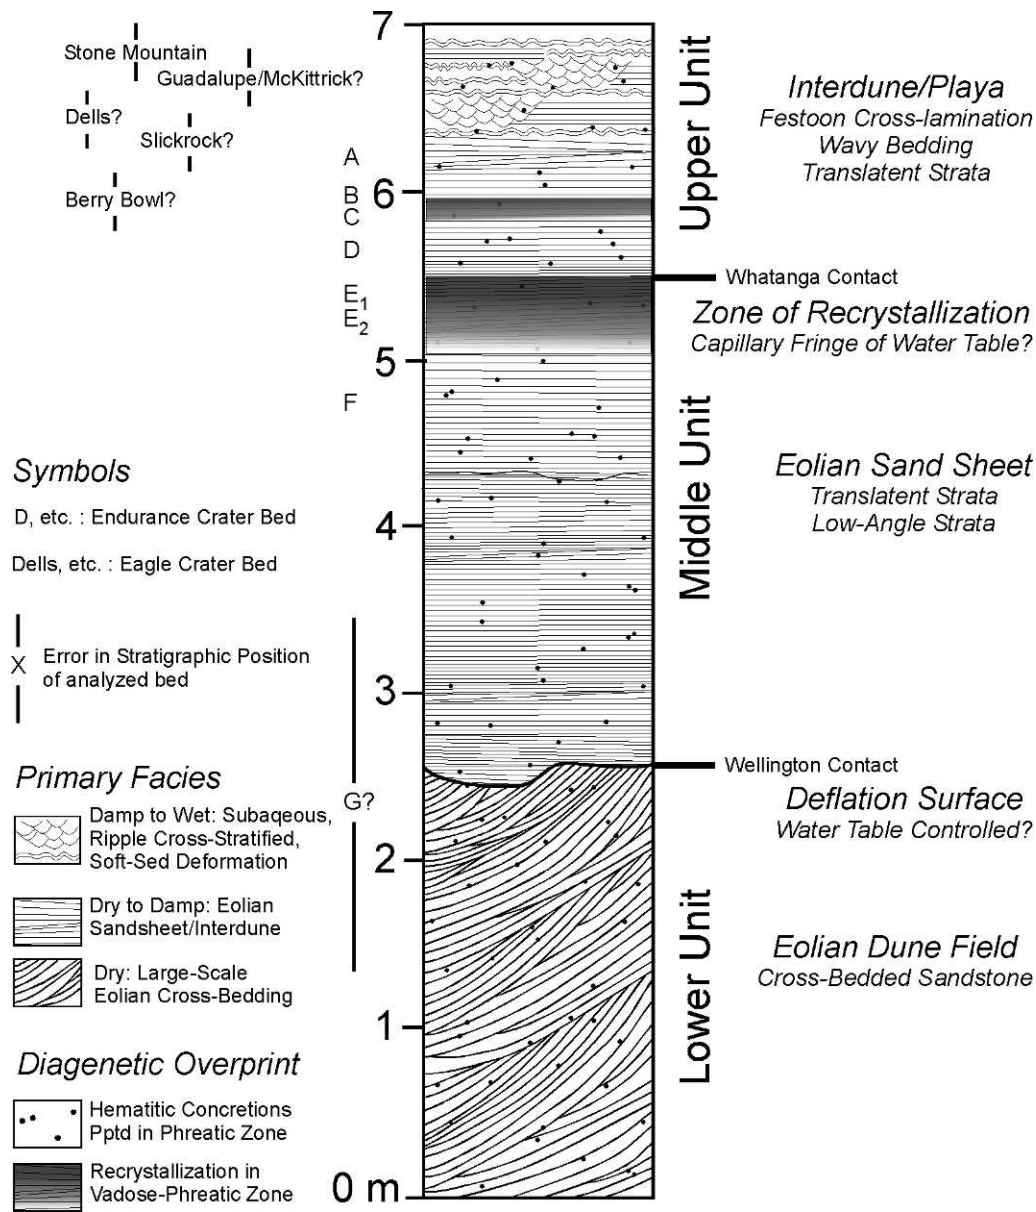 Stone Mountain
Guadalupe/McKittrick?
Dells?
Slickrock?
Berry Bowl?
7
6
5
4
3
2
1
0 m
A
B
C
D
E1
E2
F
G?
Upper Unit
Middle Unit
Lower Unit
Interdune/Playa
Festoon Cross-lamination
Wavy Bedding
Translatent Strata
Whatanga Contact
Zone of Recrystallization
Capillary Fringe of Water Table?
Eolian Sand Sheet
Translatent Strata
Low-Angle Strata
Wellington Contact
Deflation Surface
Water Table Controlled?
Eolian Dune Field
Cross-Bedded Sandstone
Symbols
D, etc. : Endurance Crater Bed
Dells, etc. : Eagle Crater Bed
X
Error in Stratigraphic Position
of analyzed bed
Primary Facies
Damp to Wet: Subaqeous,
Ripple Cross-Stratified,
Soft-Sed Deformation
Dry to Damp: Eolian
Sandsheet/Interdune
Dry: Large-Scale
Eolian Cross-Bedding
Diagenetic Overprint
Hematitic Concretions
Pptd in Phreatic Zone
Recrystallization in
Vadose-Phreatic Zone